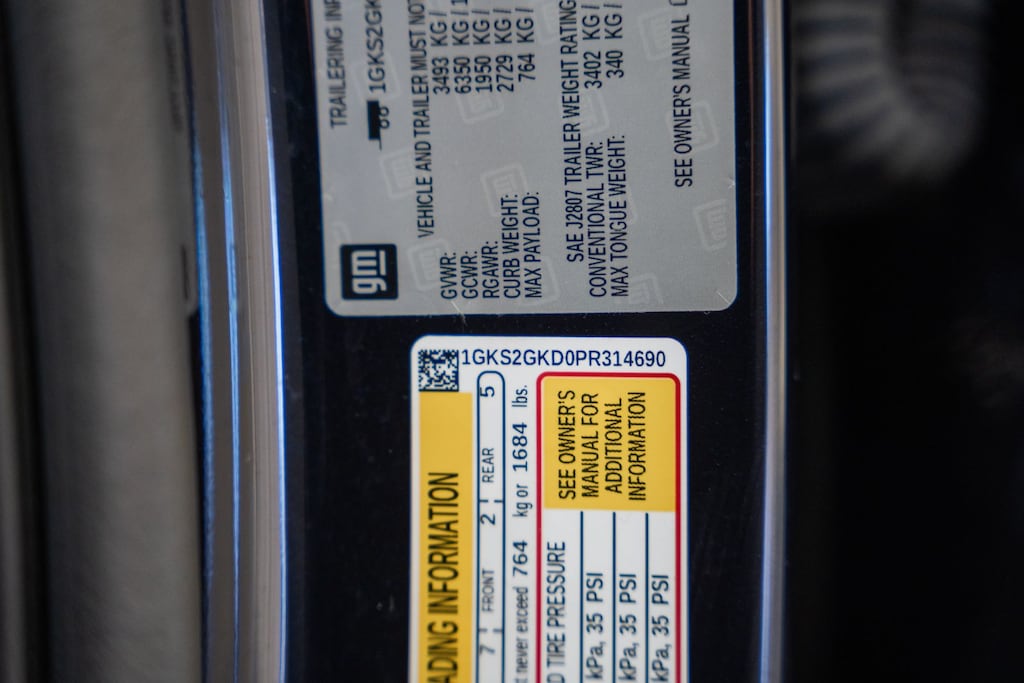 TRAILERING
1GKS2GK
VEHICLE AND TRAILER MUST NOT
GVWR: 3493 KG /
GCWR: 6350 KG /
RGAWR: 1950 KG /
CURB WEIGHT: 2729 KG /
MAX PAYLOAD: 764 KG /
SAE J2807 TRAILER WEIGHT RATING
CONVENTIONAL TWR: 3402 KG /
MAX TONGUE WEIGHT: 340 KG /
SEE OWNER'S MANUAL
gm
1GKS2GKD0PR314690
ADING INFORMATION
7 FRONT 2 REAR 5
never exceed 764 kg or 1684 lbs.
TIRE PRESSURE
SEE OWNER'S
MANUAL FOR
ADDITIONAL
INFORMATION
kPa, 35 PSI
kPa, 35 PSI
kPa, 35 PSI